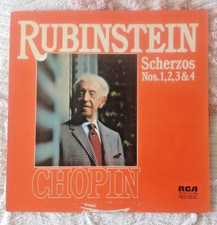 RUBINSTEIN
Scherzos
Nos.1,2,3&4
CHOPIN
RCA